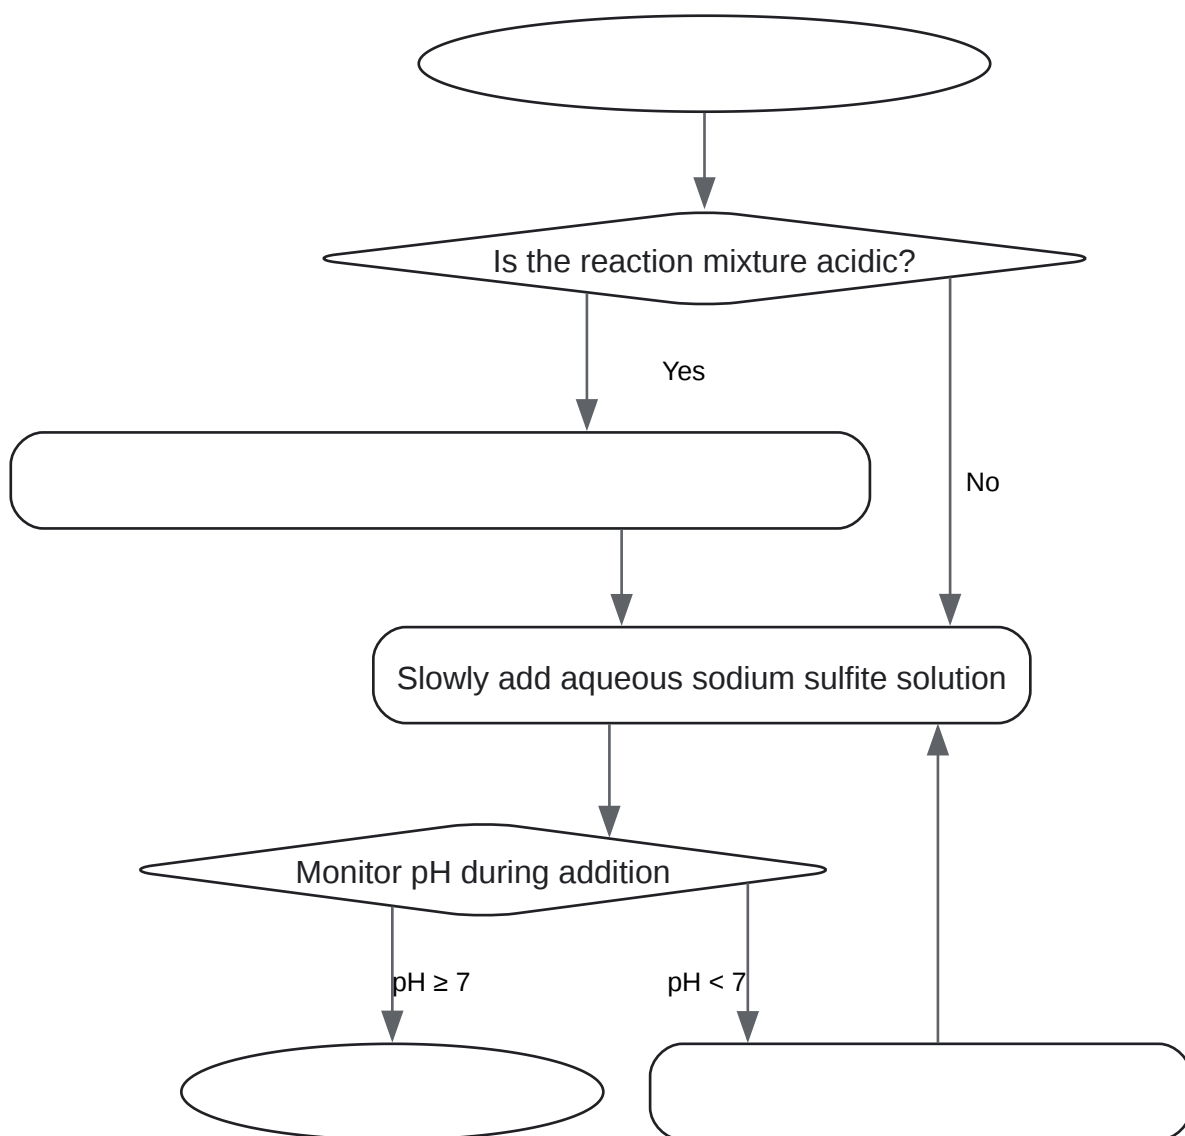 Is the reaction mixture acidic?
Yes
No
Slowly add aqueous sodium sulfite solution
Monitor pH during addition
pH ≥ 7
pH < 7